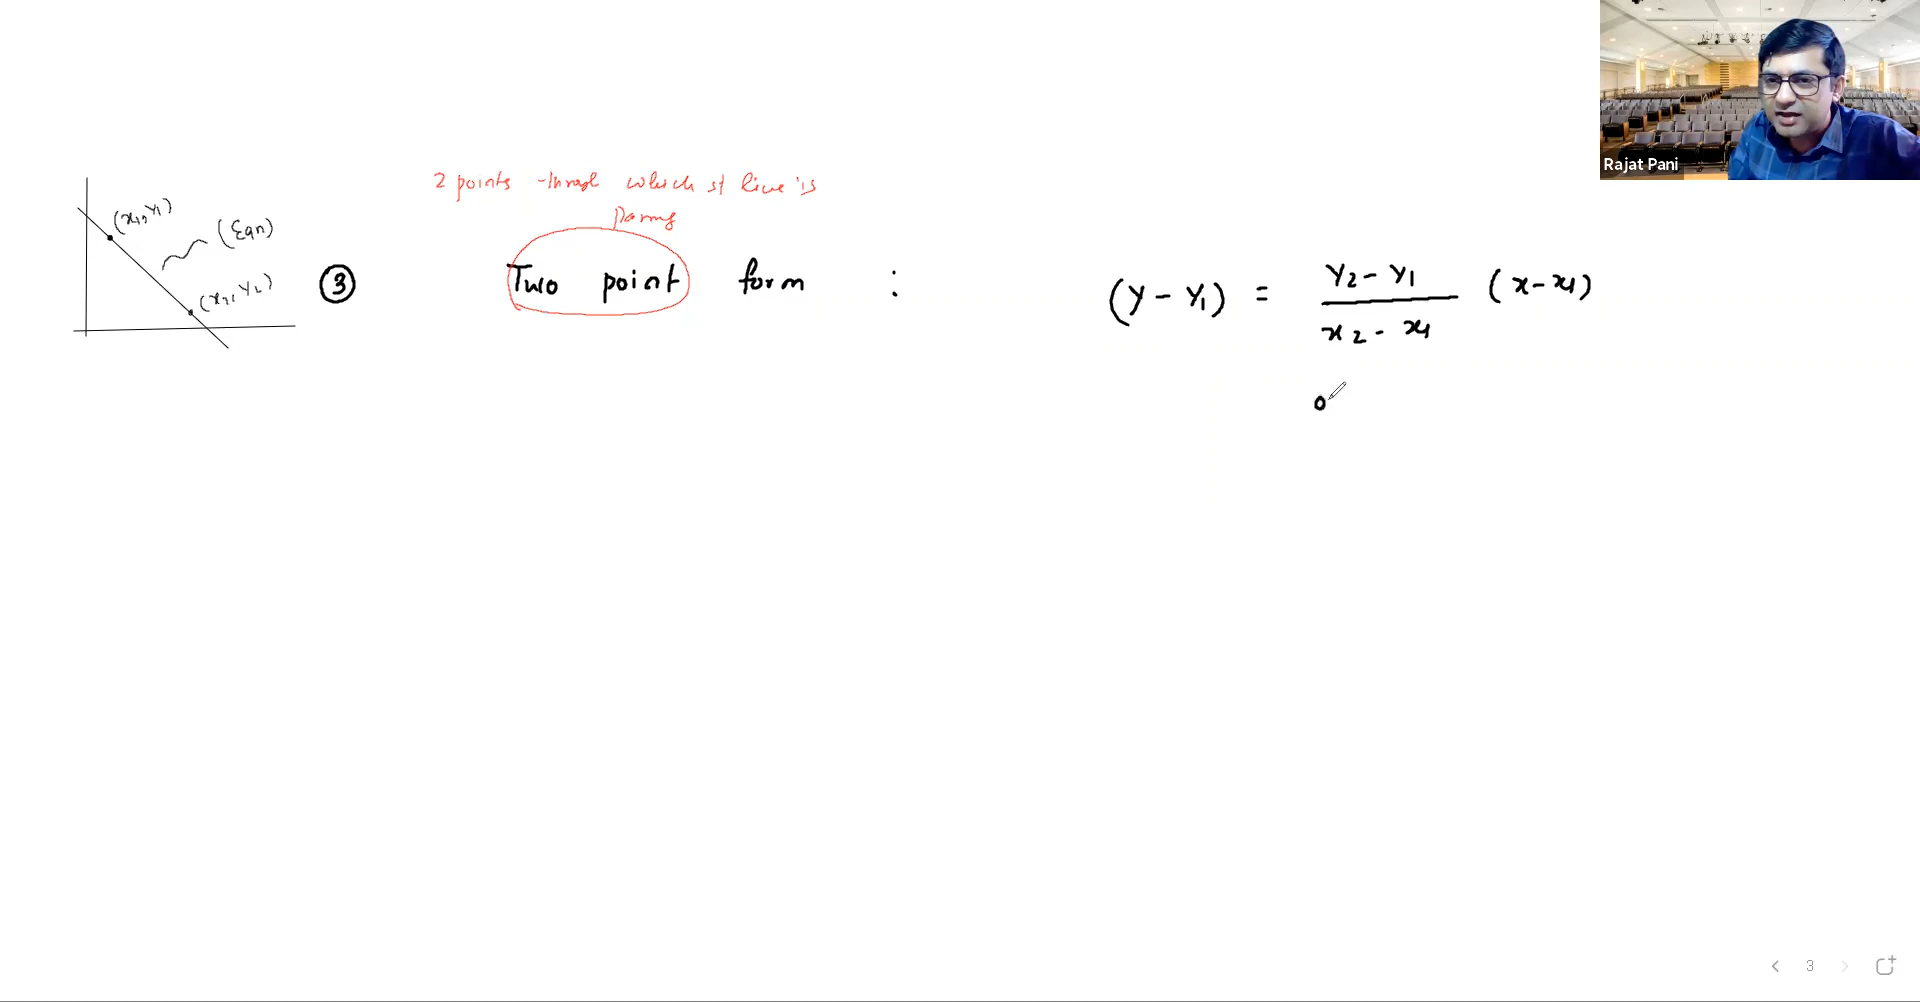 Rajat Pani
2 points through which st line is
passing
(x₁, y₁)
(Eqn)
(x₂, y₂)
③ Two point form :
(y - y₁) = y₂ - y₁ / x₂ - x₁ (x - x₁)
o
3